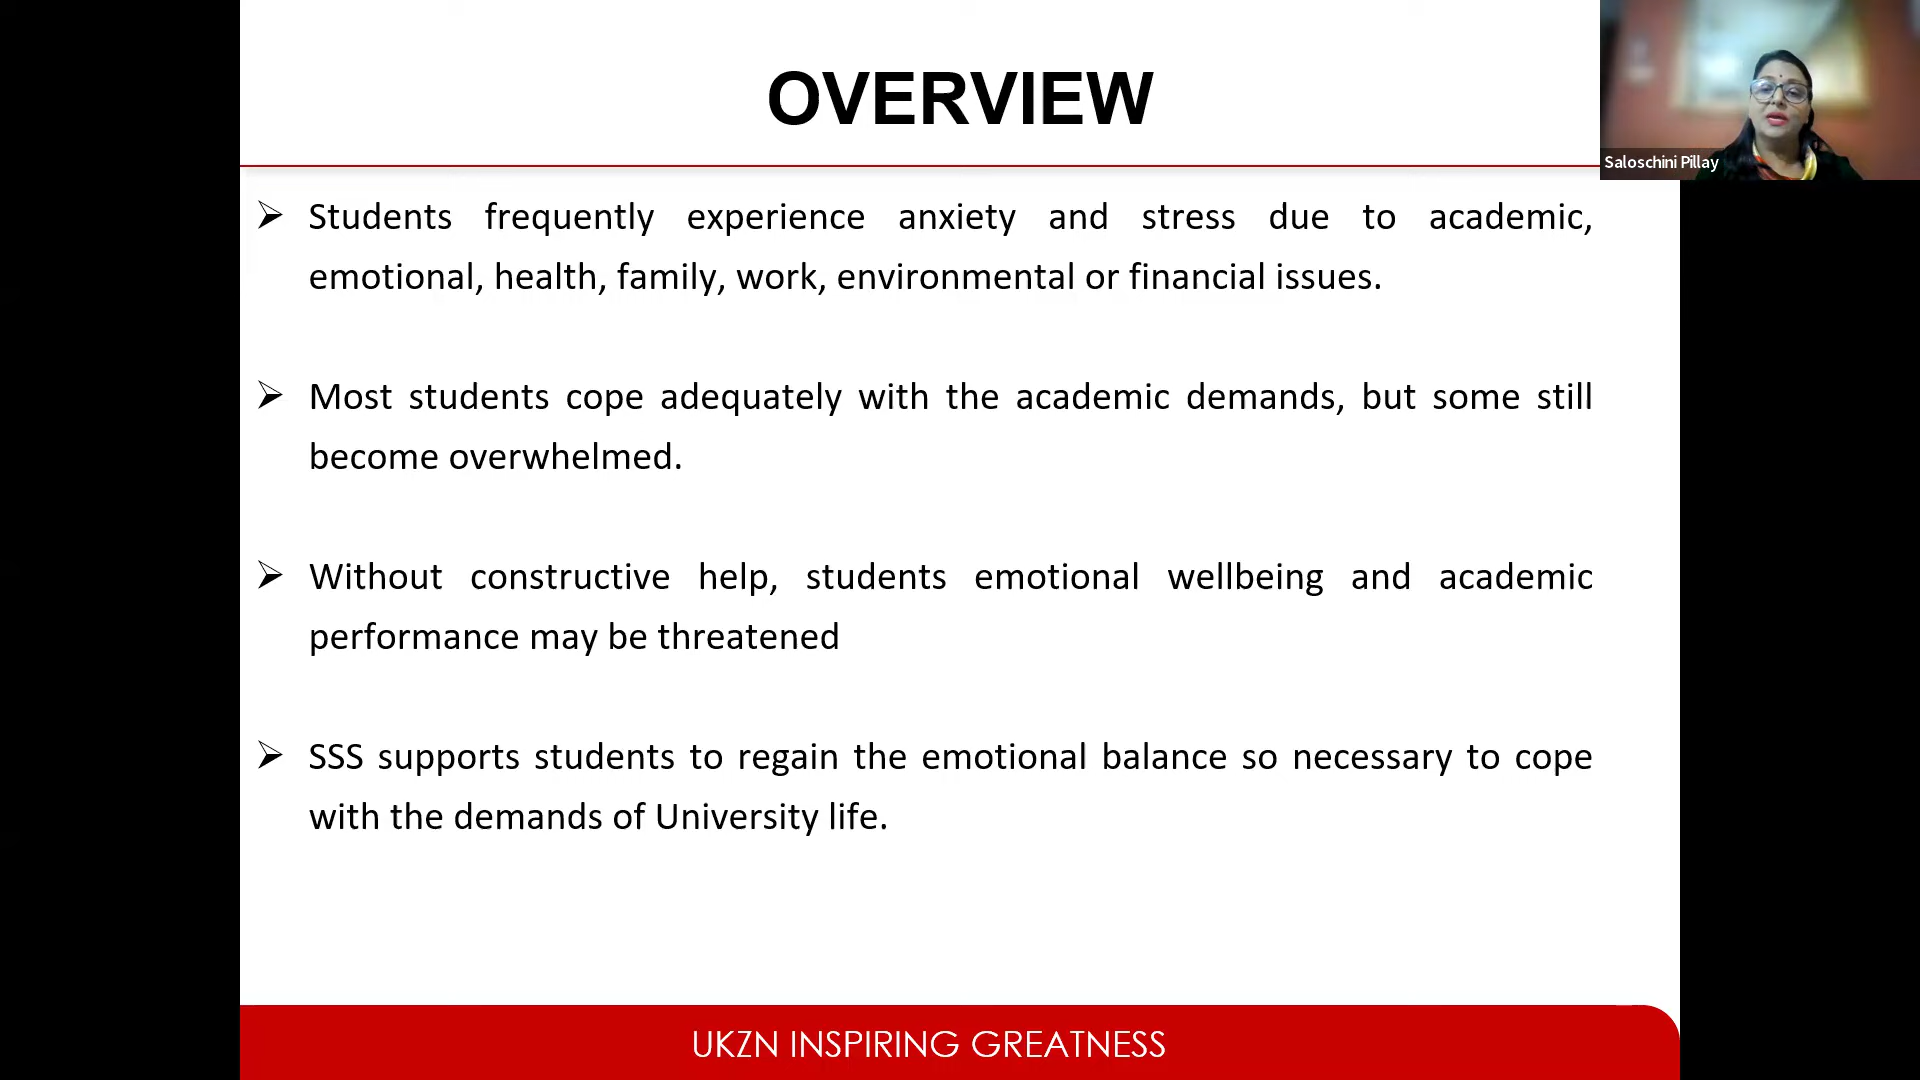 OVERVIEW
Saloschini Pillay
➢ Students frequently experience anxiety and stress due to academic,
emotional, health, family, work, environmental or financial issues.
➢ Most students cope adequately with the academic demands, but some still
become overwhelmed.
➢ Without constructive help, students emotional wellbeing and academic
performance may be threatened
➢ SSS supports students to regain the emotional balance so necessary to cope
with the demands of University life.
UKZN INSPIRING GREATNESS